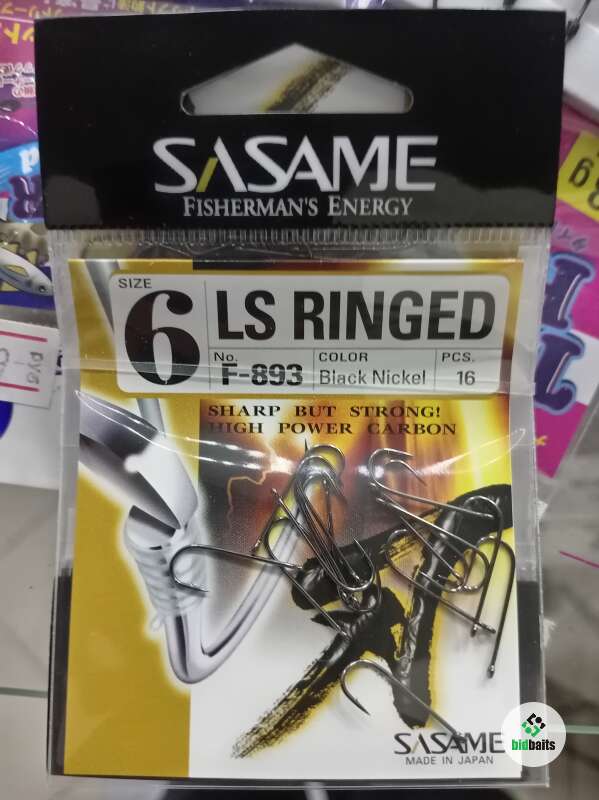 SASAME
FISHERMAN'S ENERGY
SIZE
6
LS RINGED
No.
F-893
COLOR
Black Nickel
PCS.
16
SHARP BUT STRONG!
HIGH POWER CARBON
SASAME
MADE IN JAPAN
bidbaits